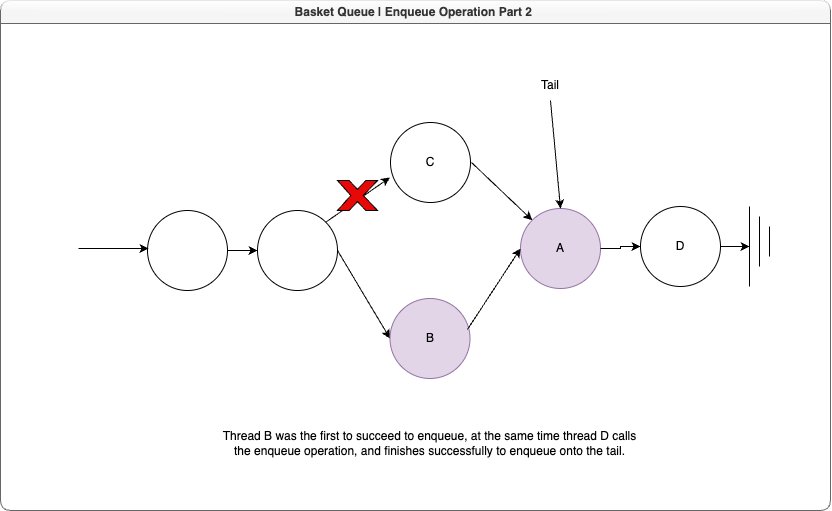 Basket Queue | Enqueue Operation Part 2
Tail
C
A
D
B
Thread B was the first to succeed to enqueue, at the same time thread D calls
the enqueue operation, and finishes successfully to enqueue onto the tail.